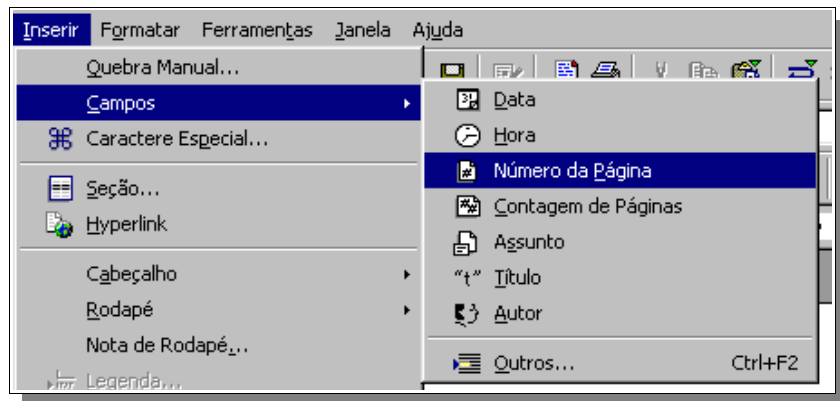 Inserir Formatar Ferramentas Janela Ajuda
Quebra Manual...
Campos
Caractere Especial...
Seção...
Hyperlink
Cabeçalho
Rodapé
Nota de Rodapé...
Legenda...
Data
Hora
Número da Página
Contagem de Páginas
Assunto
"t" Título
Autor
Outros... Ctrl+F2